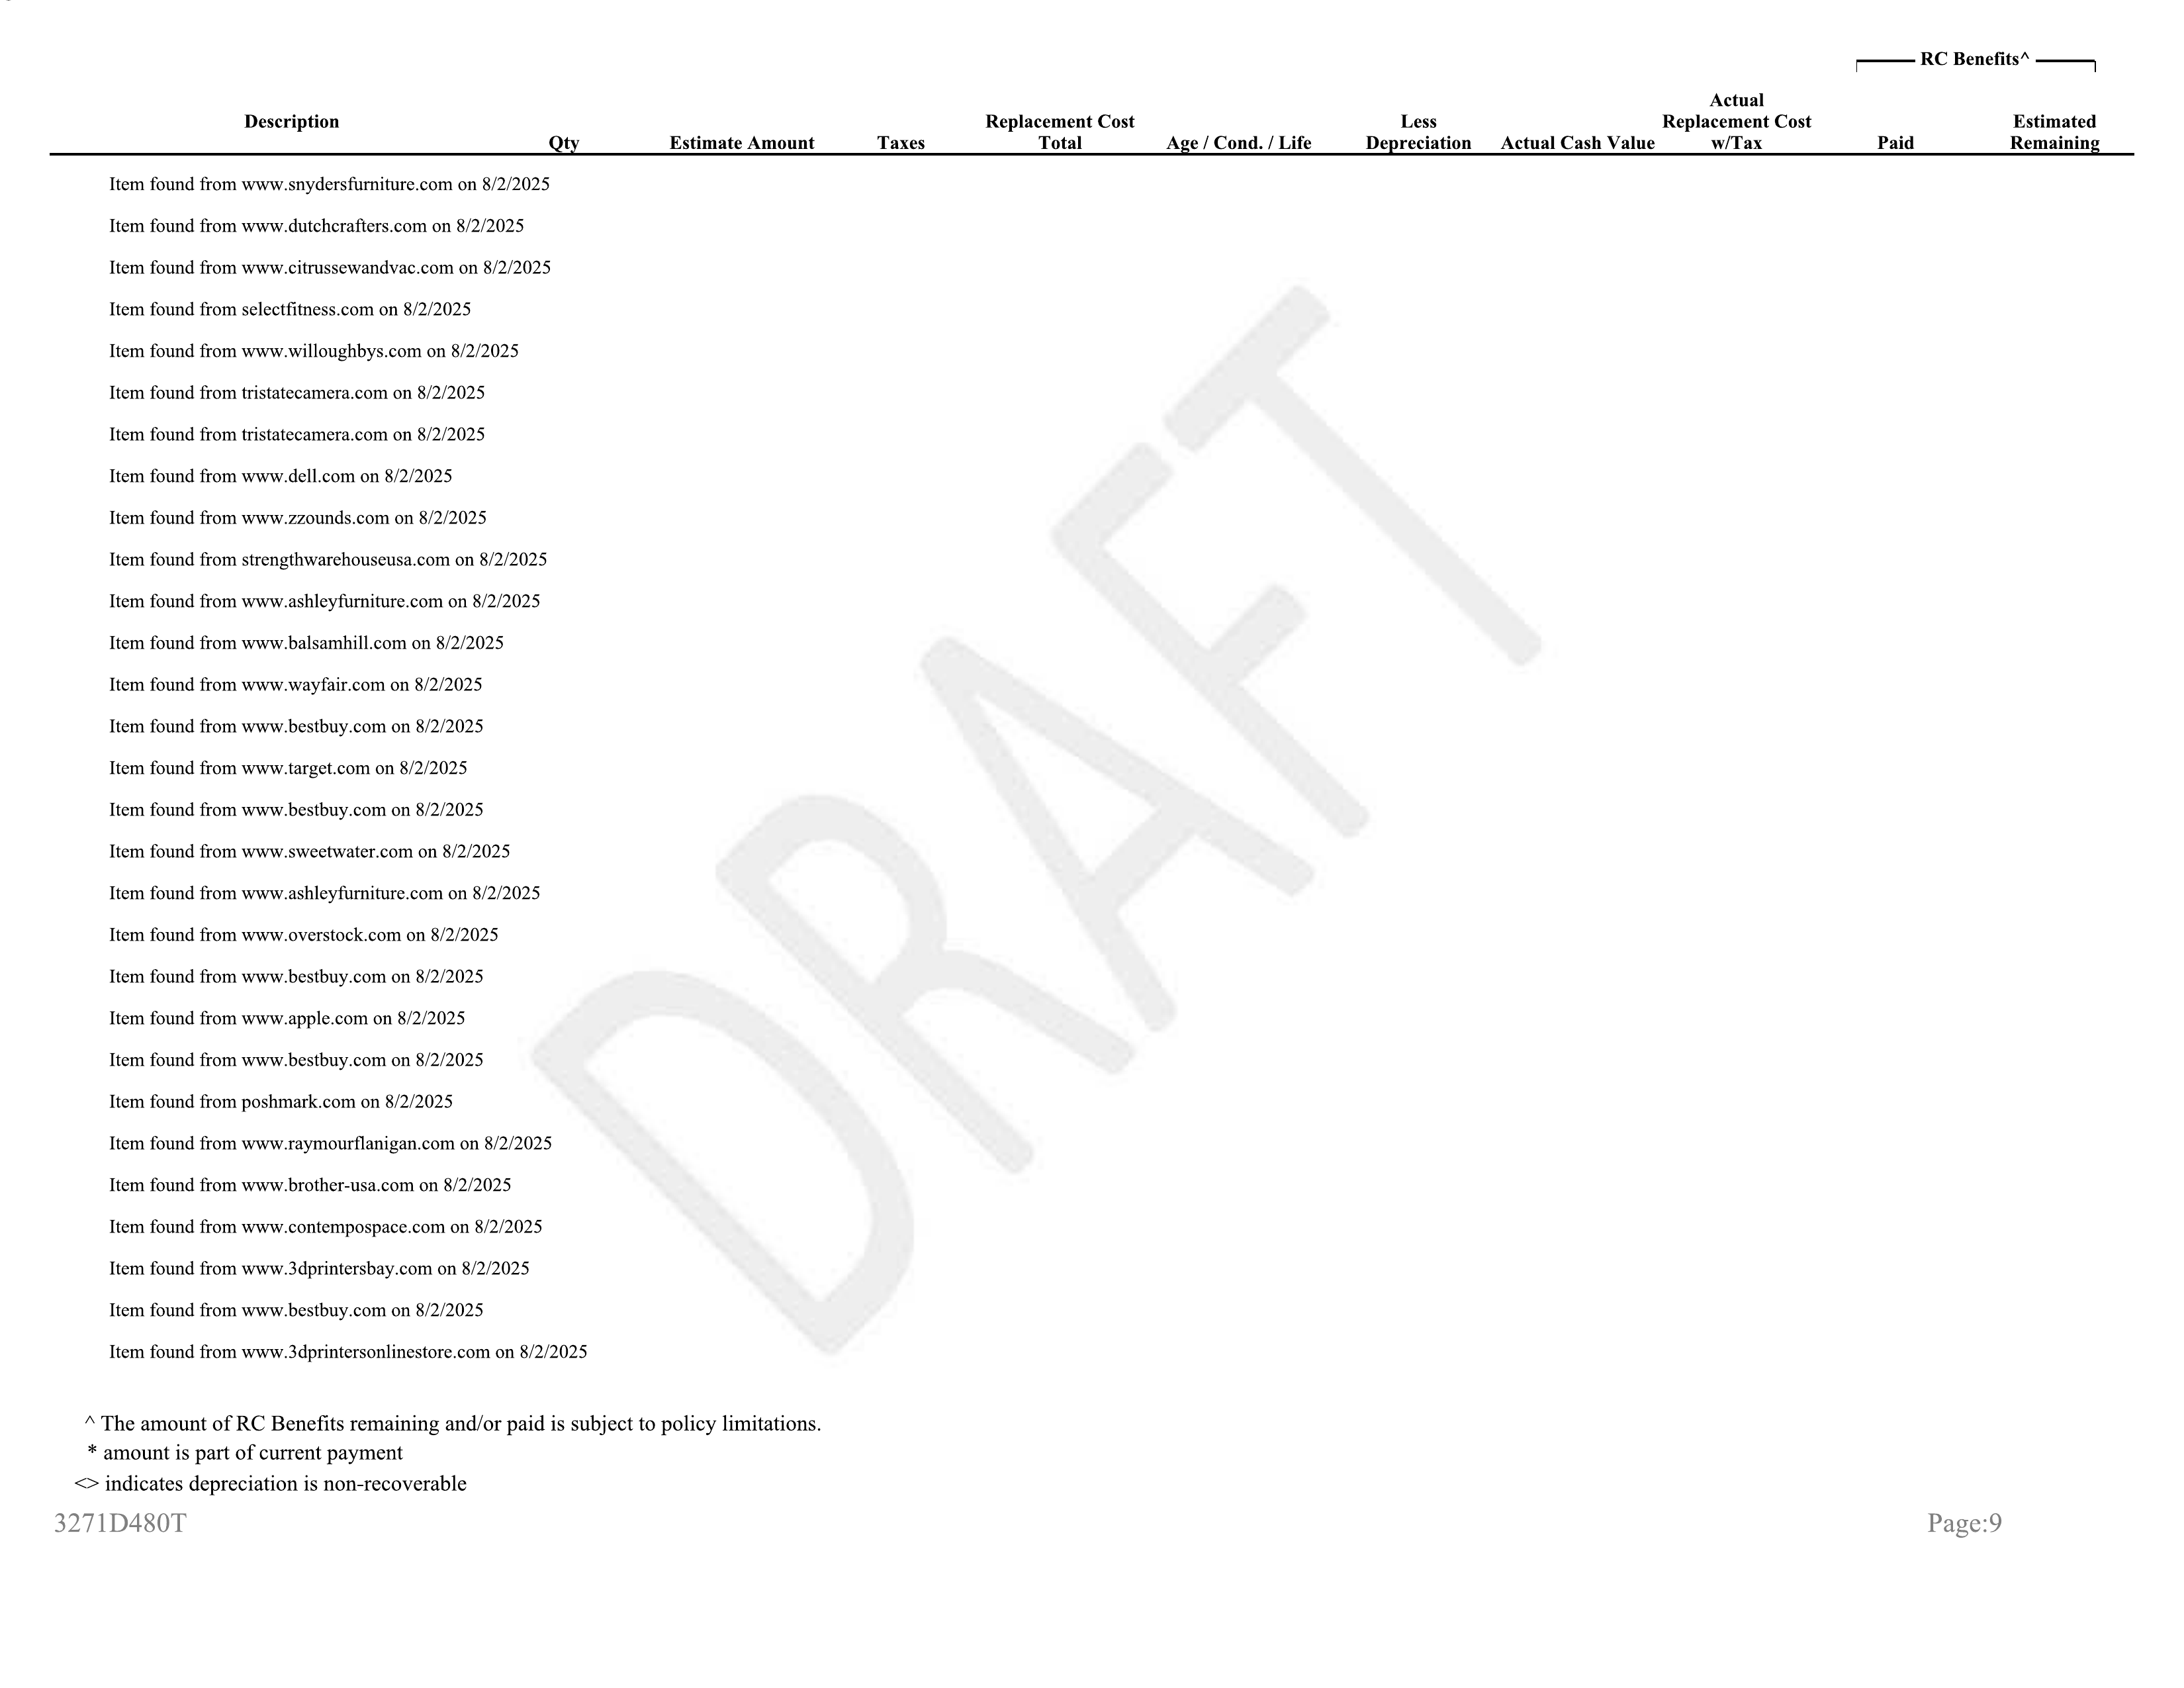 RC Benefits^
Actual
Description Replacement Cost Less Replacement Cost Estimated
Qty Estimate Amount Taxes Total Age / Cond. / Life Depreciation Actual Cash Value w/Tax Paid Remaining
Item found from www.snydersfurniture.com on 8/2/2025
Item found from www.dutchcrafters.com on 8/2/2025
Item found from www.citrussewandvac.com on 8/2/2025
Item found from selectfitness.com on 8/2/2025
Item found from www.willoughbys.com on 8/2/2025
Item found from tristatecamera.com on 8/2/2025
Item found from tristatecamera.com on 8/2/2025
Item found from www.dell.com on 8/2/2025
Item found from www.zzounds.com on 8/2/2025
Item found from strengthwarehouseusa.com on 8/2/2025
Item found from www.ashleyfurniture.com on 8/2/2025
Item found from www.balsamhill.com on 8/2/2025
Item found from www.wayfair.com on 8/2/2025
Item found from www.bestbuy.com on 8/2/2025
Item found from www.target.com on 8/2/2025
Item found from www.bestbuy.com on 8/2/2025
Item found from www.sweetwater.com on 8/2/2025
Item found from www.ashleyfurniture.com on 8/2/2025
Item found from www.overstock.com on 8/2/2025
Item found from www.bestbuy.com on 8/2/2025
Item found from www.apple.com on 8/2/2025
Item found from www.bestbuy.com on 8/2/2025
Item found from poshmark.com on 8/2/2025
Item found from www.raymourflanigan.com on 8/2/2025
Item found from www.brother-usa.com on 8/2/2025
Item found from www.contempospace.com on 8/2/2025
Item found from www.3dprintersbay.com on 8/2/2025
Item found from www.bestbuy.com on 8/2/2025
Item found from www.3dprintersonlinestore.com on 8/2/2025
DRAFT
^ The amount of RC Benefits remaining and/or paid is subject to policy limitations.
* amount is part of current payment
<> indicates depreciation is non-recoverable
3271D480T Page:9